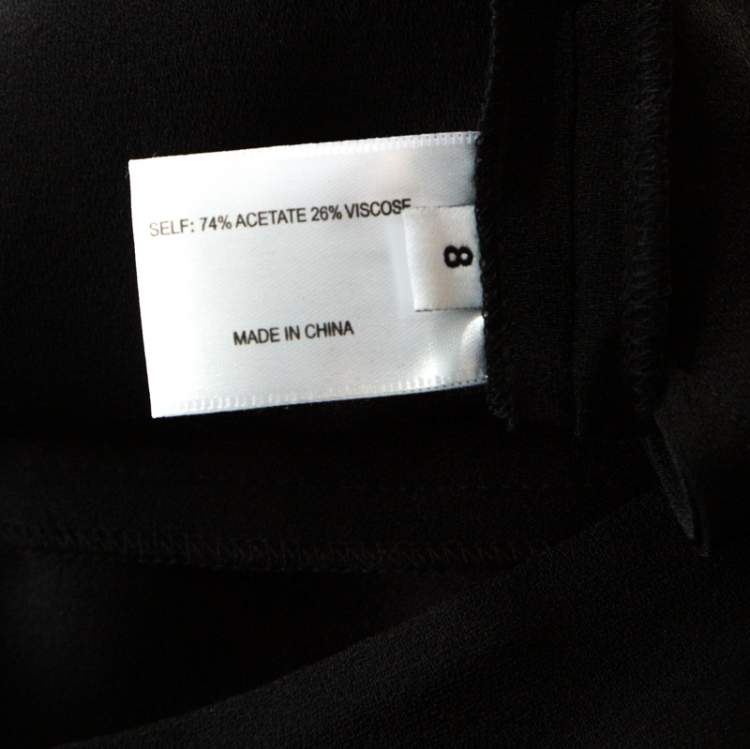 SELF: 74% ACETATE 26% VISCOSE
8
MADE IN CHINA